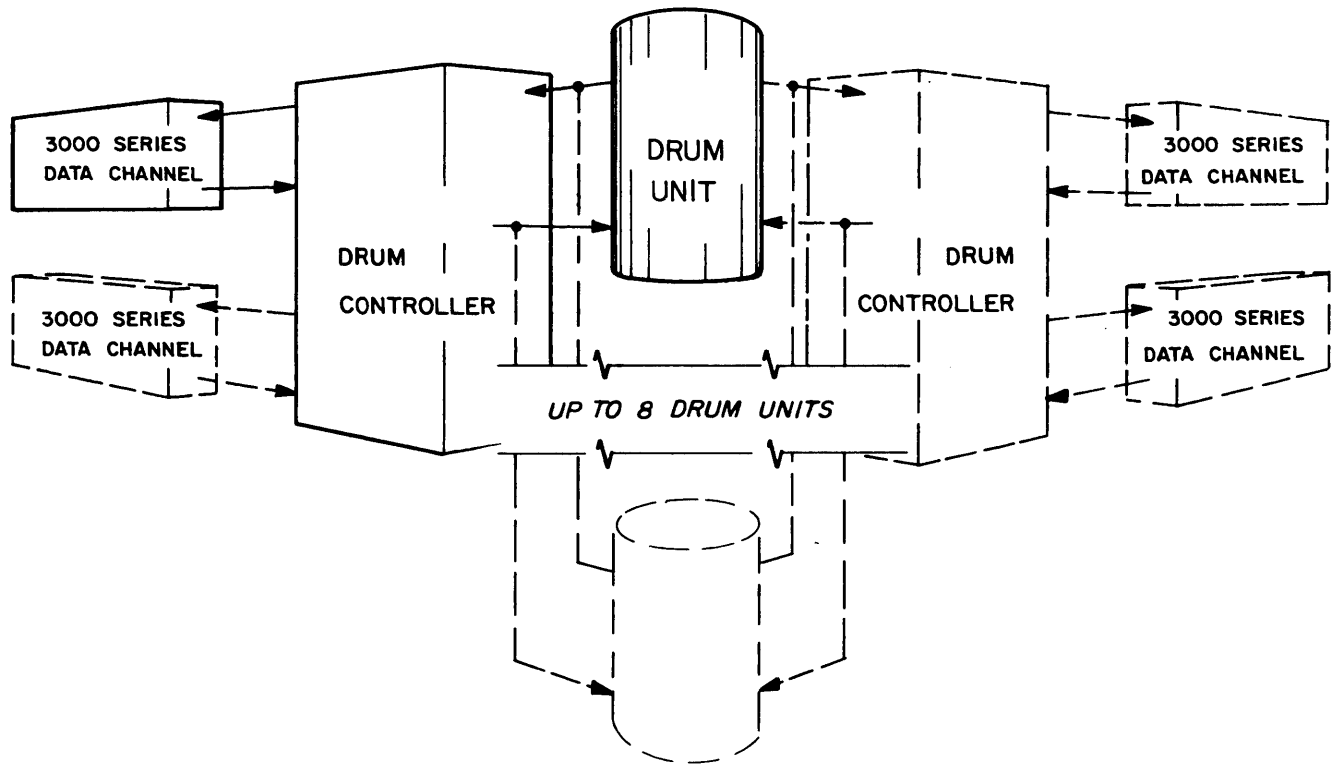 3000 SERIES
DATA CHANNEL
3000 SERIES
DATA CHANNEL
DRUM
CONTROLLER
DRUM
UNIT
UP TO 8 DRUM UNITS
DRUM
CONTROLLER
3000 SERIES
DATA CHANNEL
3000 SERIES
DATA CHANNEL